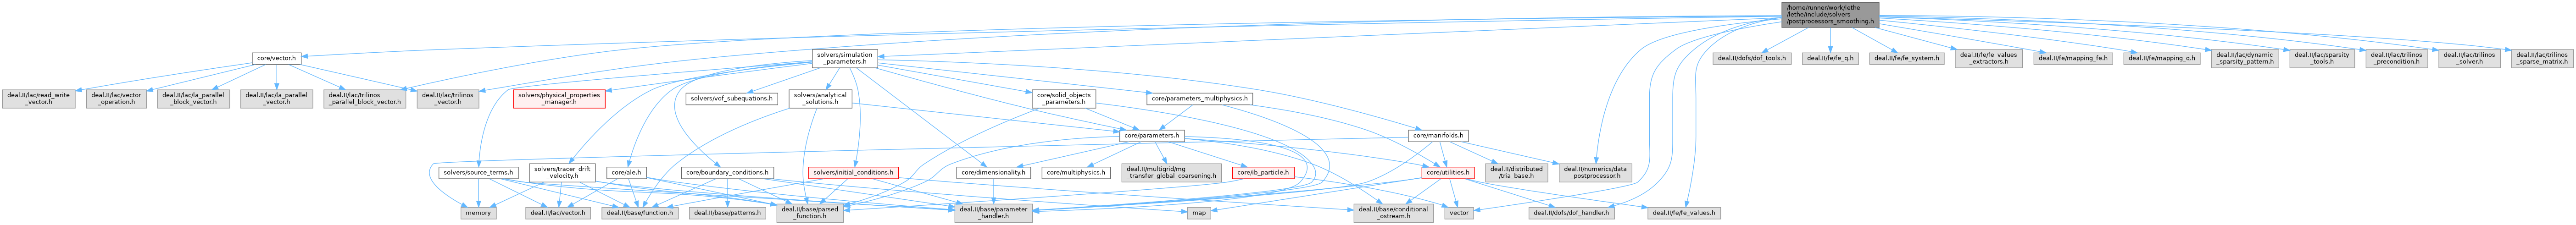 /home/runner/work/lethe
/lethe/include/solvers
/postprocessors_smoothing.h
core/vector.h
solvers/simulation
_parameters.h
deal.II/dofs/dof_tools.h
deal.II/fe/fe_q.h
deal.II/fe/fe_system.h
deal.II/fe/fe_values
_extractors.h
deal.II/fe/mapping_fe.h
deal.II/fe/mapping_q.h
deal.II/lac/dynamic
_sparsity_pattern.h
deal.II/lac/sparsity
_tools.h
deal.II/lac/trilinos
_precondition.h
deal.II/lac/trilinos
_solver.h
deal.II/lac/trilinos
_sparse_matrix.h
deal.II/lac/read_write
_vector.h
deal.II/lac/vector
_operation.h
deal.II/lac/la_parallel
_block_vector.h
deal.II/lac/la_parallel
_vector.h
deal.II/lac/trilinos
_parallel_block_vector.h
deal.II/lac/trilinos
_vector.h
solvers/physical_properties
_manager.h
solvers/vof_subequations.h
solvers/analytical
_solutions.h
core/solid_objects
_parameters.h
core/parameters_multiphysics.h
core/parameters.h
core/manifolds.h
solvers/source_terms.h
solvers/tracer_drift
_velocity.h
core/ale.h
core/boundary_conditions.h
solvers/initial_conditions.h
core/dimensionality.h
core/multiphysics.h
deal.II/multigrid/mg
_transfer_global_coarsening.h
core/ib_particle.h
core/utilities.h
deal.II/distributed
/tria_base.h
deal.II/numerics/data
_postprocessor.h
memory
deal.II/lac/vector.h
deal.II/base/function.h
deal.II/base/patterns.h
deal.II/base/parsed
_function.h
deal.II/base/parameter
_handler.h
map
deal.II/base/conditional
_ostream.h
vector
deal.II/dofs/dof_handler.h
deal.II/fe/fe_values.h